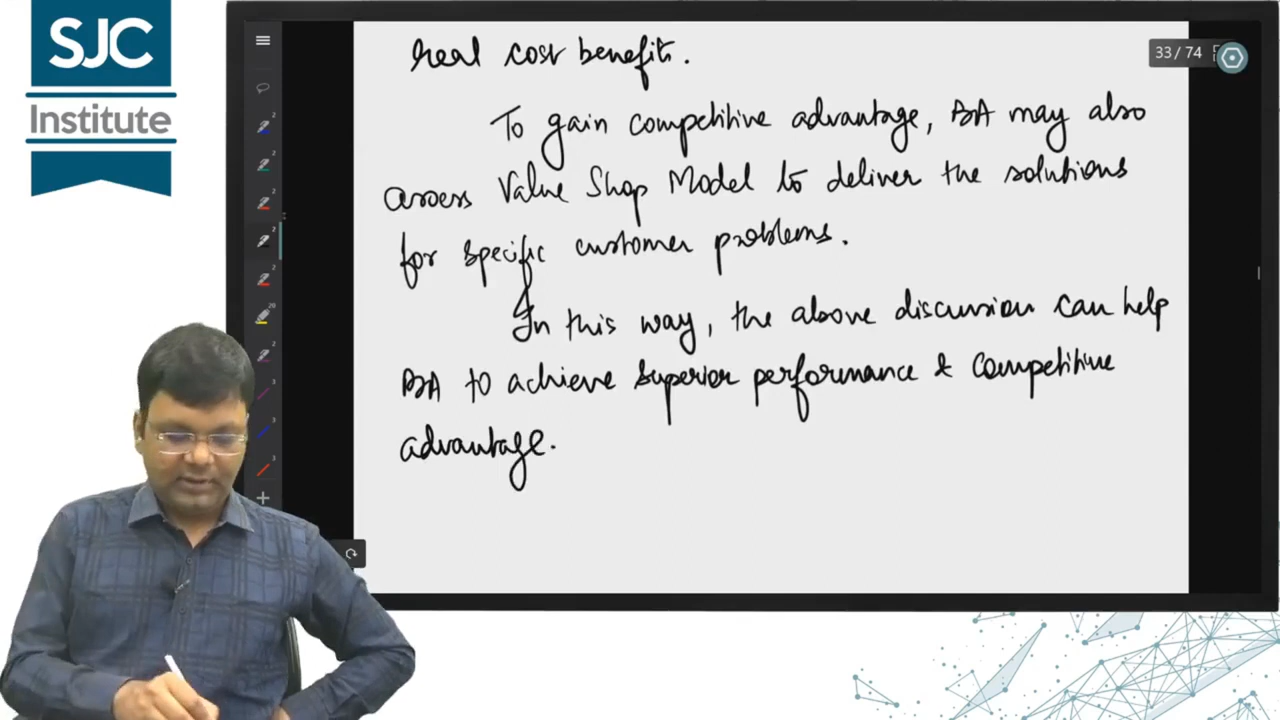 SJC
Institute
33 / 74
real cost benefit.
To gain competitive advantage, BA may also
assess Value Shop Model to deliver the solutions
for specific customer problems.
In this way, the above discussion can help
BA to achieve superior performance & competitive
advantage.